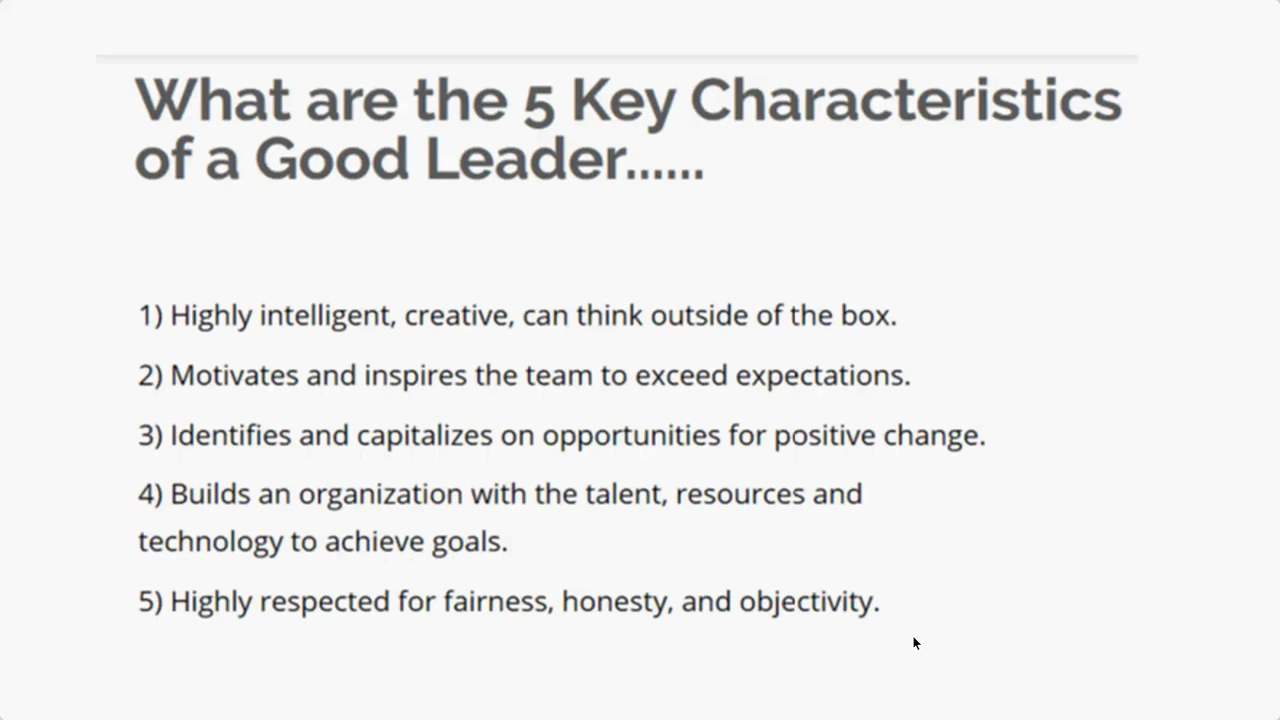 What are the 5 Key Characteristics
of a Good Leader......
1) Highly intelligent, creative, can think outside of the box.
2) Motivates and inspires the team to exceed expectations.
3) Identifies and capitalizes on opportunities for positive change.
4) Builds an organization with the talent, resources and
technology to achieve goals.
5) Highly respected for fairness, honesty, and objectivity.